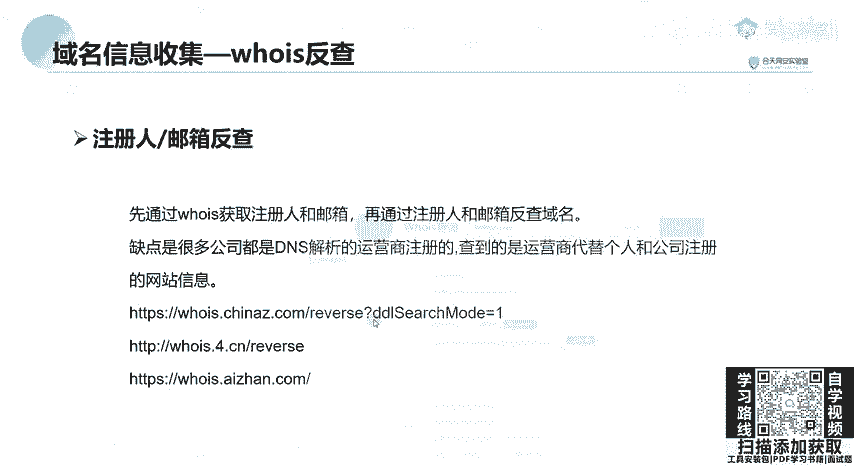 域名信息收集—whois反查
合天网安实验室
➢ 注册人/邮箱反查
先通过whois获取注册人和邮箱，再通过注册人和邮箱反查域名。
缺点是很多公司都是DNS解析的运营商注册的,查到的是运营商代替个人和公司注册
的网站信息。
https://whois.chinaz.com/reverse?ddlSearchMode=1
http://whois.4.cn/reverse
https://whois.aizhan.com/
学习路线
自学视频
扫描添加获取
工具安装包|PDF学习书籍|面试题